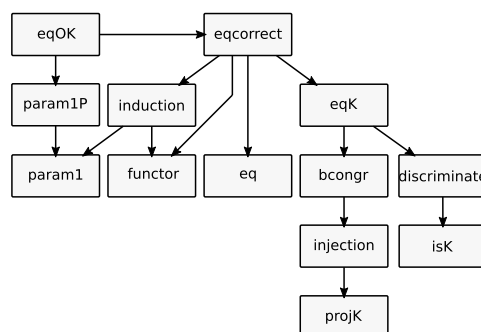 eqOK
eqcorrect
param1P
induction
eqK
param1
functor
eq
bcongr
discriminate
injection
isK
projK